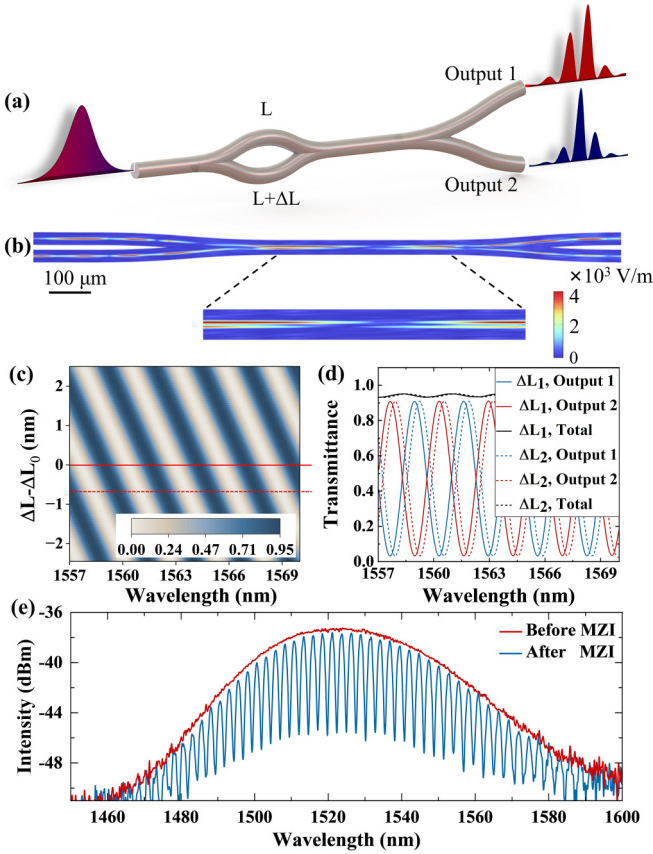 (a)
L
L+ΔL
Output 1
Output 2
(b)
100 μm
×10³ V/m
4
2
0
(c)
ΔL-ΔL₀ (nm)
2
1
0
−1
−2
0.00 0.24 0.47 0.71 0.95
1557 1560 1563 1566 1569
Wavelength (nm)
(d)
Transmittance
0.9
0.6
0.4
0.2
0.0
ΔL₁, Output 1
ΔL₁, Output 2
ΔL₁, Total
ΔL₂, Output 1
ΔL₂, Output 2
ΔL₂, Total
1557 1560 1563 1566 1569
Wavelength (nm)
(e)
Intensity (dBm)
-36
-40
-44
-48
Before MZI
After MZI
1460 1480 1500 1520 1540 1560 1580 1600
Wavelength (nm)